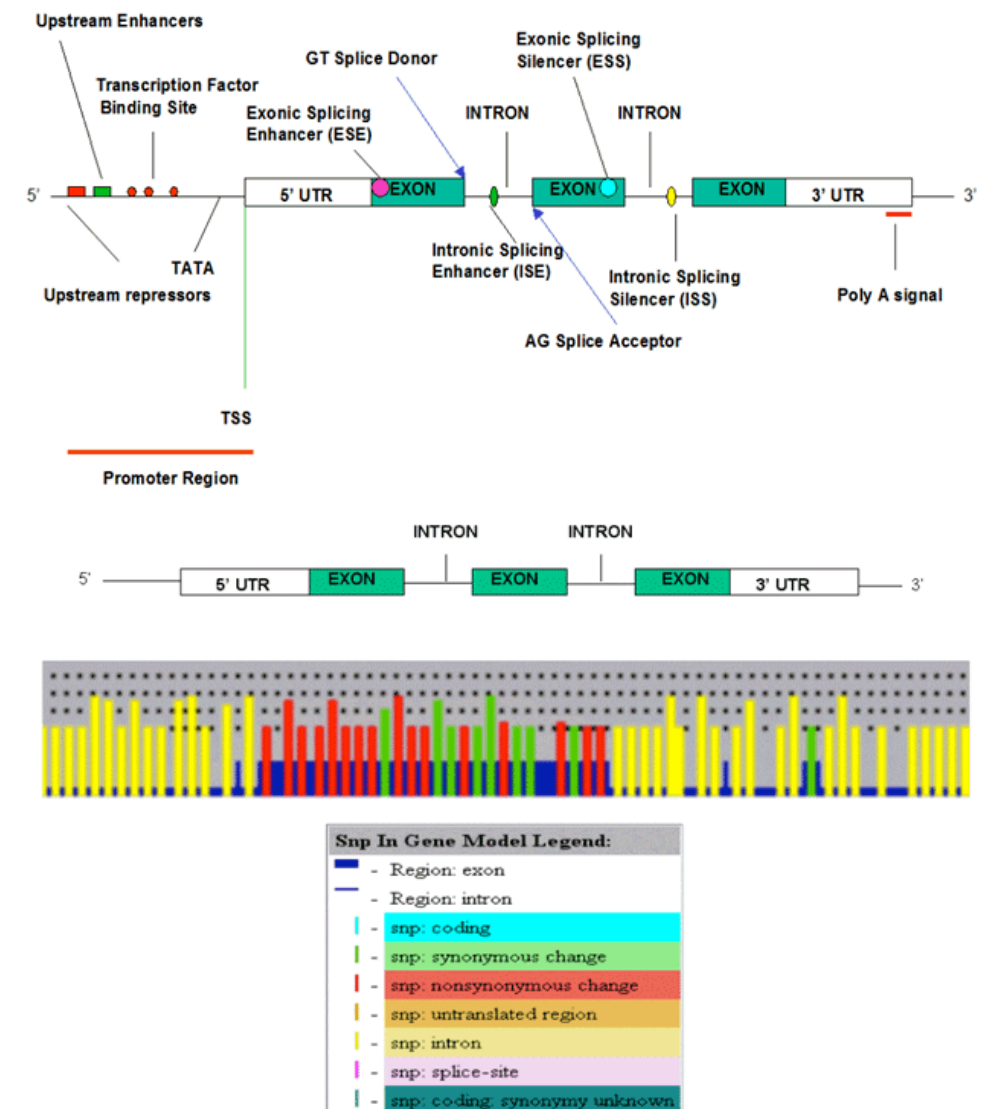 Upstream Enhancers
Exonic Splicing
Silencer (ESS)
GT Splice Donor
Transcription Factor
Binding Site
Exonic Splicing
Enhancer (ESE)
INTRON
INTRON
5'
5' UTR
EXON
EXON
EXON
3' UTR
3'
Intronic Splicing
Enhancer (ISE)
TATA
Intronic Splicing
Silencer (ISS)
Upstream repressors
Poly A signal
AG Splice Acceptor
TSS
Promoter Region
INTRON
INTRON
5'
5' UTR
EXON
EXON
EXON
3' UTR
3'
Snp In Gene Model Legend:
- Region: exon
- Region: intron
- snp: coding
- snp: synonymous change
- snp: nonsynonymous change
- snp: untranslated region
- snp: intron
- snp: splice-site
- snp: coding: synonymy unknown